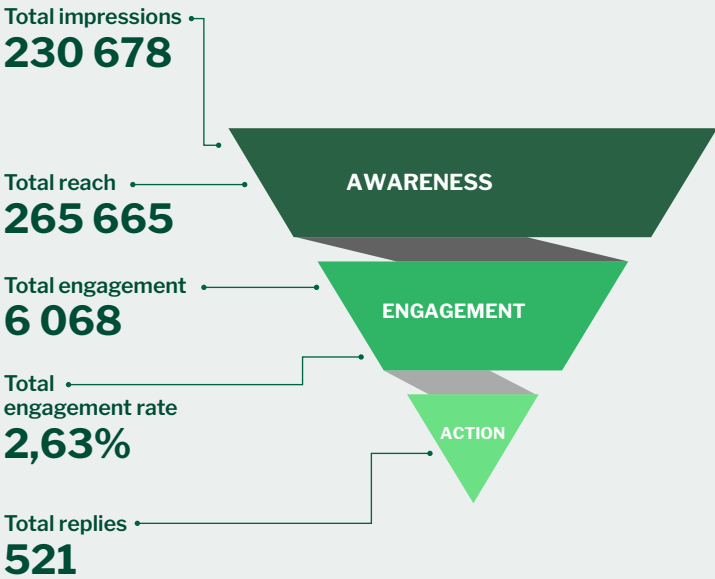 Total impressions
230 678
AWARENESS
Total reach
265 665
Total engagement
6 068
ENGAGEMENT
Total
engagement rate
2,63%
ACTION
Total replies
521